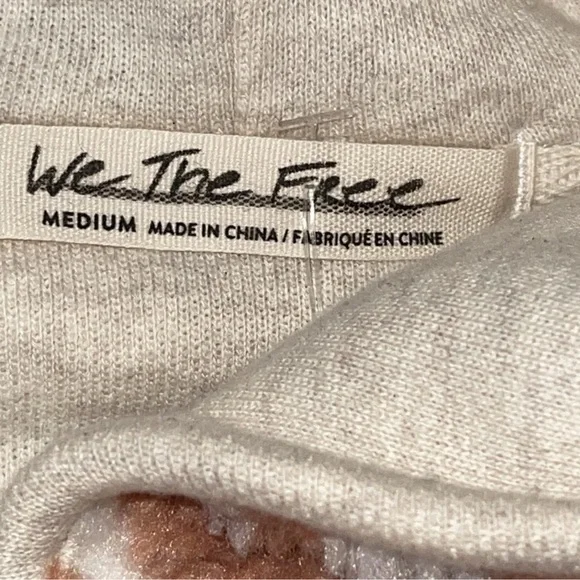 We The Free
MEDIUM MADE IN CHINA / FABRIQUÉ EN CHINE